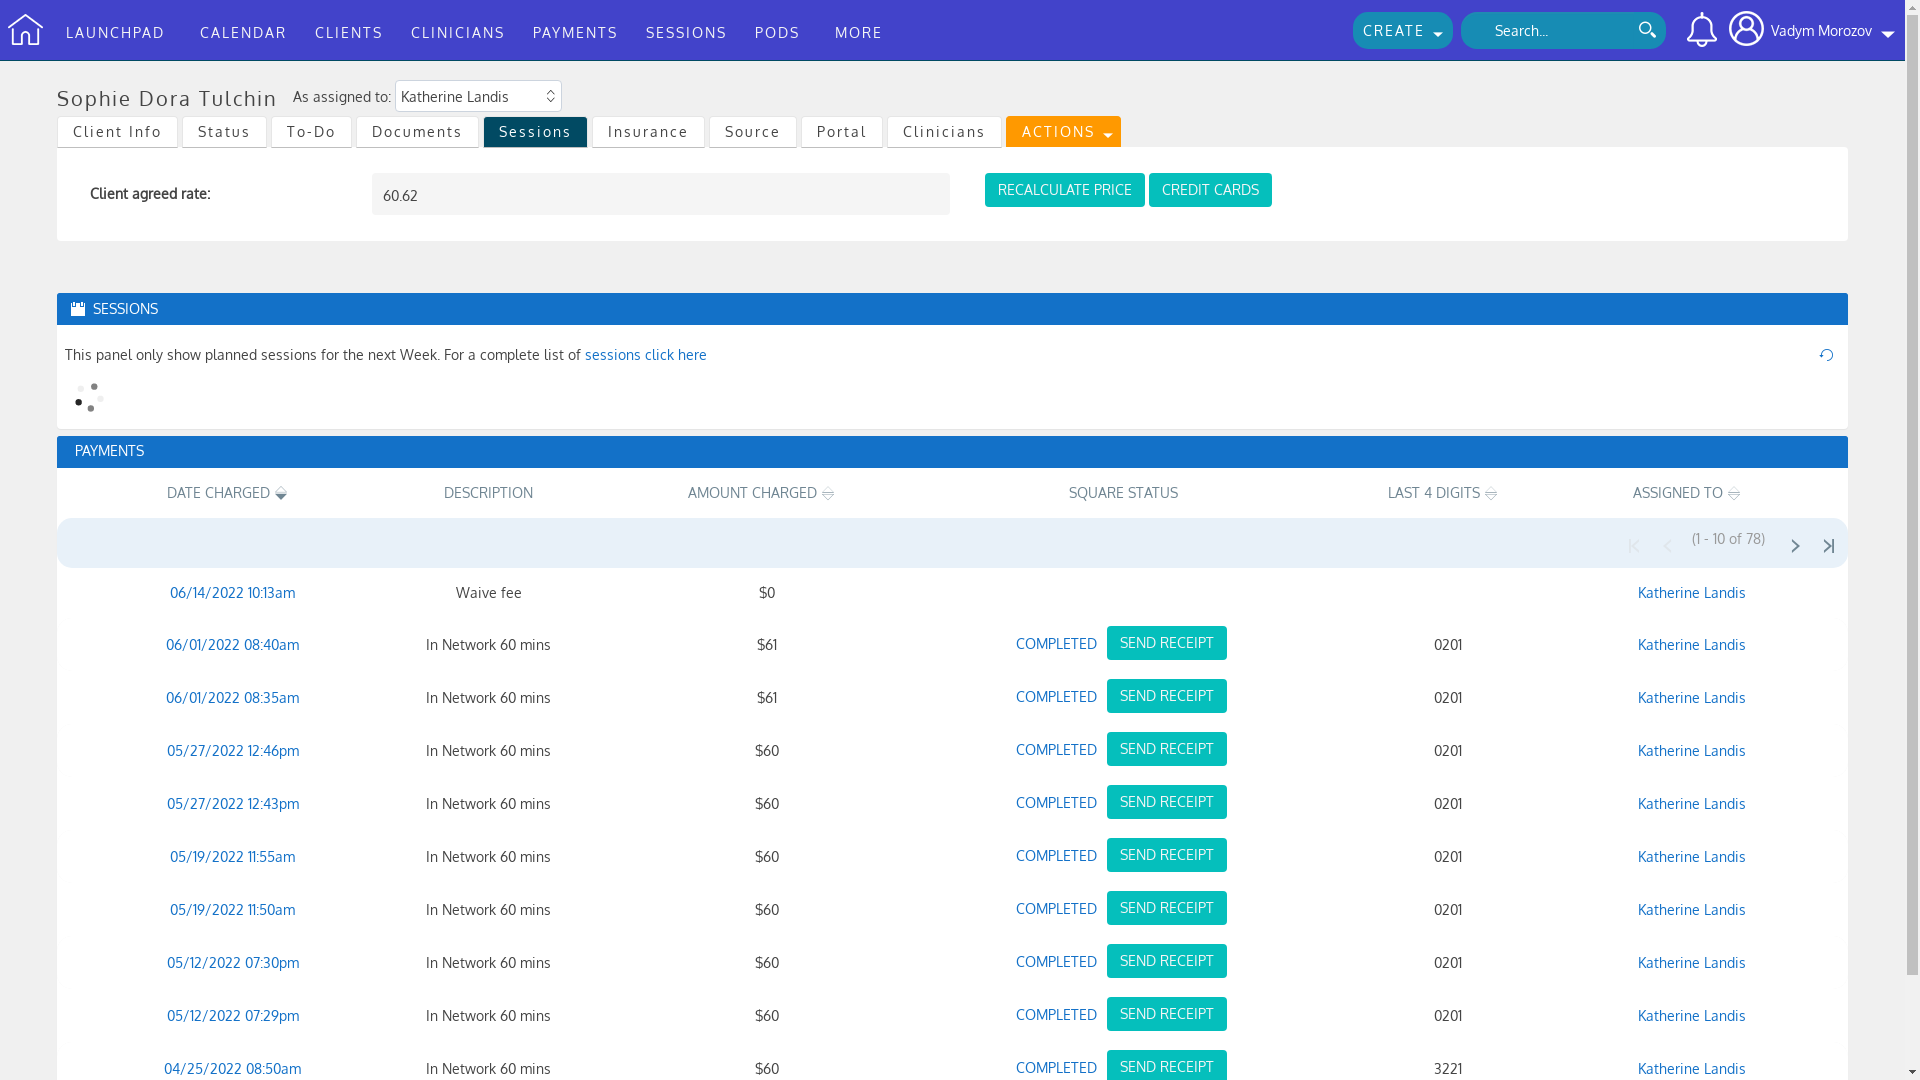 LAUNCHPAD CALENDAR CLIENTS CLINICIANS PAYMENTS SESSIONS PODS MORE CREATE Search... Vadym Morozov
Sophie Dora Tulchin As assigned to: Katherine Landis
Client Info Status To-Do Documents Sessions Insurance Source Portal Clinicians ACTIONS
Client agreed rate: 60.62 RECALCULATE PRICE CREDIT CARDS
SESSIONS
This panel only show planned sessions for the next Week. For a complete list of sessions click here
PAYMENTS
DATE CHARGED DESCRIPTION AMOUNT CHARGED SQUARE STATUS LAST 4 DIGITS ASSIGNED TO
(1 - 10 of 78)
06/14/2022 10:13am Waive fee $0 Katherine Landis
06/01/2022 08:40am In Network 60 mins $61 COMPLETED SEND RECEIPT 0201 Katherine Landis
06/01/2022 08:35am In Network 60 mins $61 COMPLETED SEND RECEIPT 0201 Katherine Landis
05/27/2022 12:46pm In Network 60 mins $60 COMPLETED SEND RECEIPT 0201 Katherine Landis
05/27/2022 12:43pm In Network 60 mins $60 COMPLETED SEND RECEIPT 0201 Katherine Landis
05/19/2022 11:55am In Network 60 mins $60 COMPLETED SEND RECEIPT 0201 Katherine Landis
05/19/2022 11:50am In Network 60 mins $60 COMPLETED SEND RECEIPT 0201 Katherine Landis
05/12/2022 07:30pm In Network 60 mins $60 COMPLETED SEND RECEIPT 0201 Katherine Landis
05/12/2022 07:29pm In Network 60 mins $60 COMPLETED SEND RECEIPT 0201 Katherine Landis
04/25/2022 08:50am In Network 60 mins $60 COMPLETED SEND RECEIPT 3221 Katherine Landis